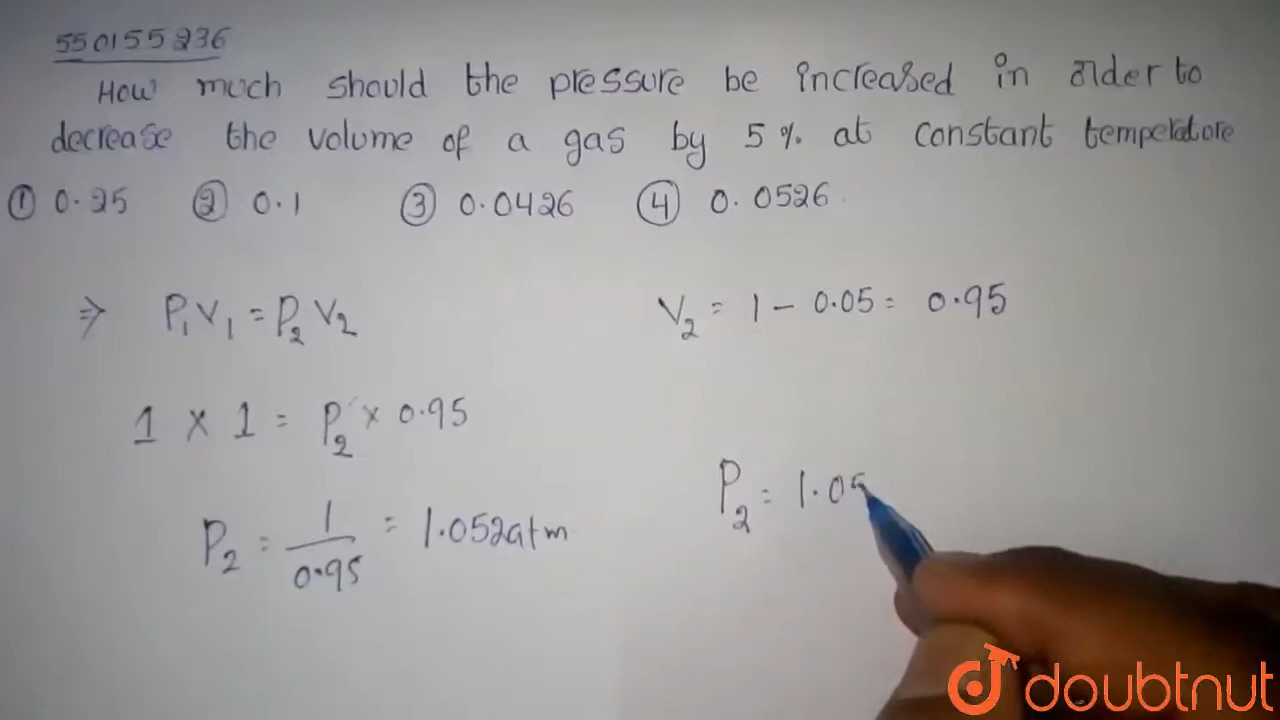 550155236
How much should the pressure be increased in order to
decrease the volume of a gas by 5% at constant temperature
① 0.25 ② 0.1 ③ 0.0426 ④ 0.0526
⇒ P₁V₁ = P₂V₂
V₂ = 1 - 0.05 = 0.95
1 × 1 = P₂ × 0.95
P₂ = 1/0.95 = 1.052atm
P₂ = 1.05
doubtnut